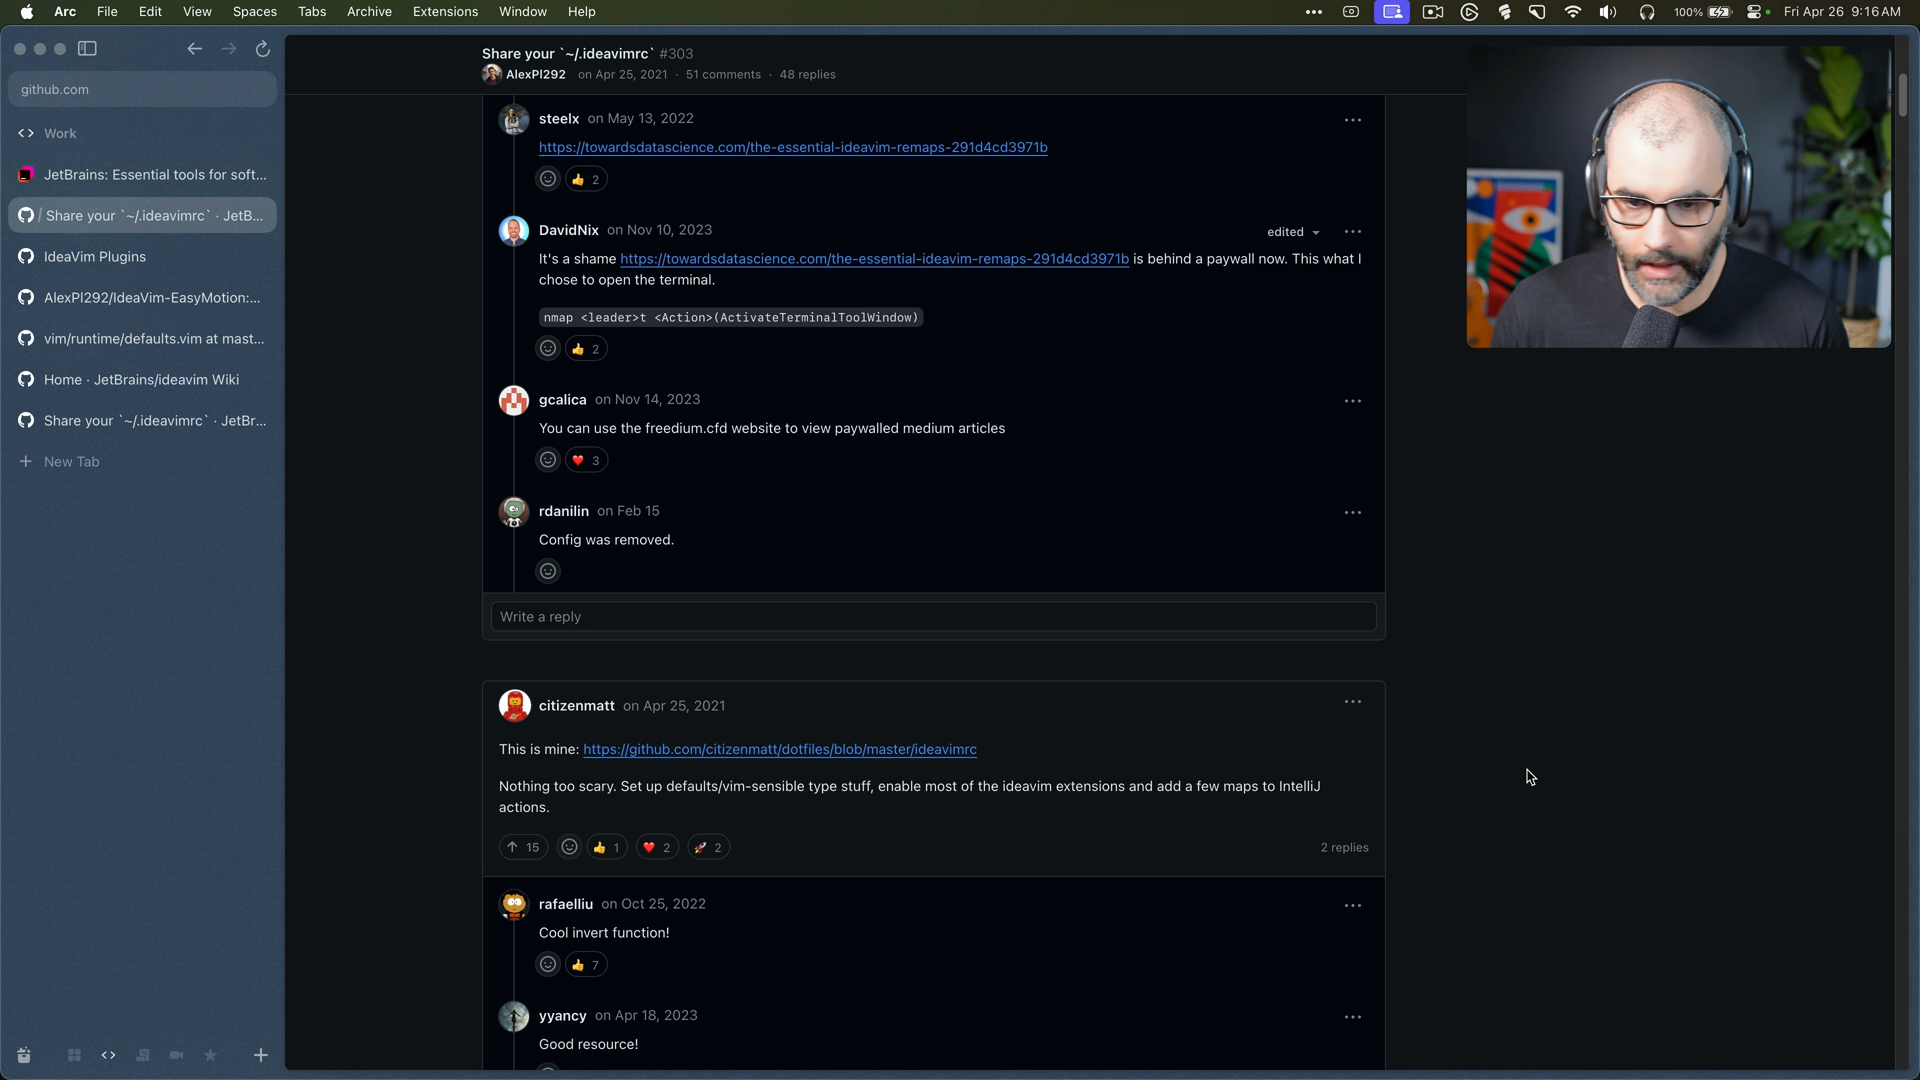 Arc File Edit View Spaces Tabs Archive Extensions Window Help
100% Fri Apr 26 9:16 AM
github.com
<> Work
JetBrains: Essential tools for soft...
/ Share your `~/.ideavimrc` · JetB...
IdeaVim Plugins
AlexPl292/IdeaVim-EasyMotion:...
vim/runtime/defaults.vim at mast...
Home · JetBrains/ideavim Wiki
Share your `~/.ideavimrc` · JetBr...
+ New Tab
Share your `~/.ideavimrc` #303
AlexPl292 on Apr 25, 2021 · 51 comments · 48 replies
steelx on May 13, 2022
https://towardsdatascience.com/the-essential-ideavim-remaps-291d4cd3971b
👍 2
DavidNix on Nov 10, 2023
edited
It's a shame https://towardsdatascience.com/the-essential-ideavim-remaps-291d4cd3971b is behind a paywall now. This what I
chose to open the terminal.
nmap <leader>t <Action>(ActivateTerminalToolWindow)
👍 2
gcalica on Nov 14, 2023
You can use the freedium.cfd website to view paywalled medium articles
❤️ 3
rdanilin on Feb 15
Config was removed.
Write a reply
citizenmatt on Apr 25, 2021
This is mine: https://github.com/citizenmatt/dotfiles/blob/master/ideavimrc
Nothing too scary. Set up defaults/vim-sensible type stuff, enable most of the ideavim extensions and add a few maps to IntelliJ
actions.
↑ 15 👍 1 ❤️ 2 🚀 2 2 replies
rafaelliu on Oct 25, 2022
Cool invert function!
👍 7
yyancy on Apr 18, 2023
Good resource!